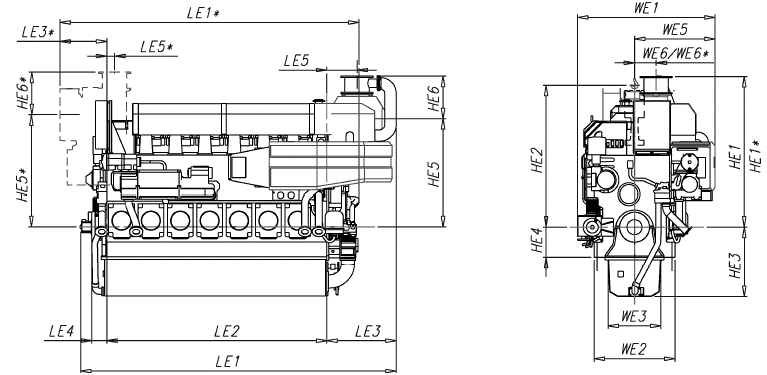 LE1* WE1
LE3* WE5
LE5* LE5 WE6/WE6*
HE6* HE6
HE5* HE5 HE2 HE1 HE1*
HE4 HE3
LE4 LE2 LE3 WE3
LE1 WE2